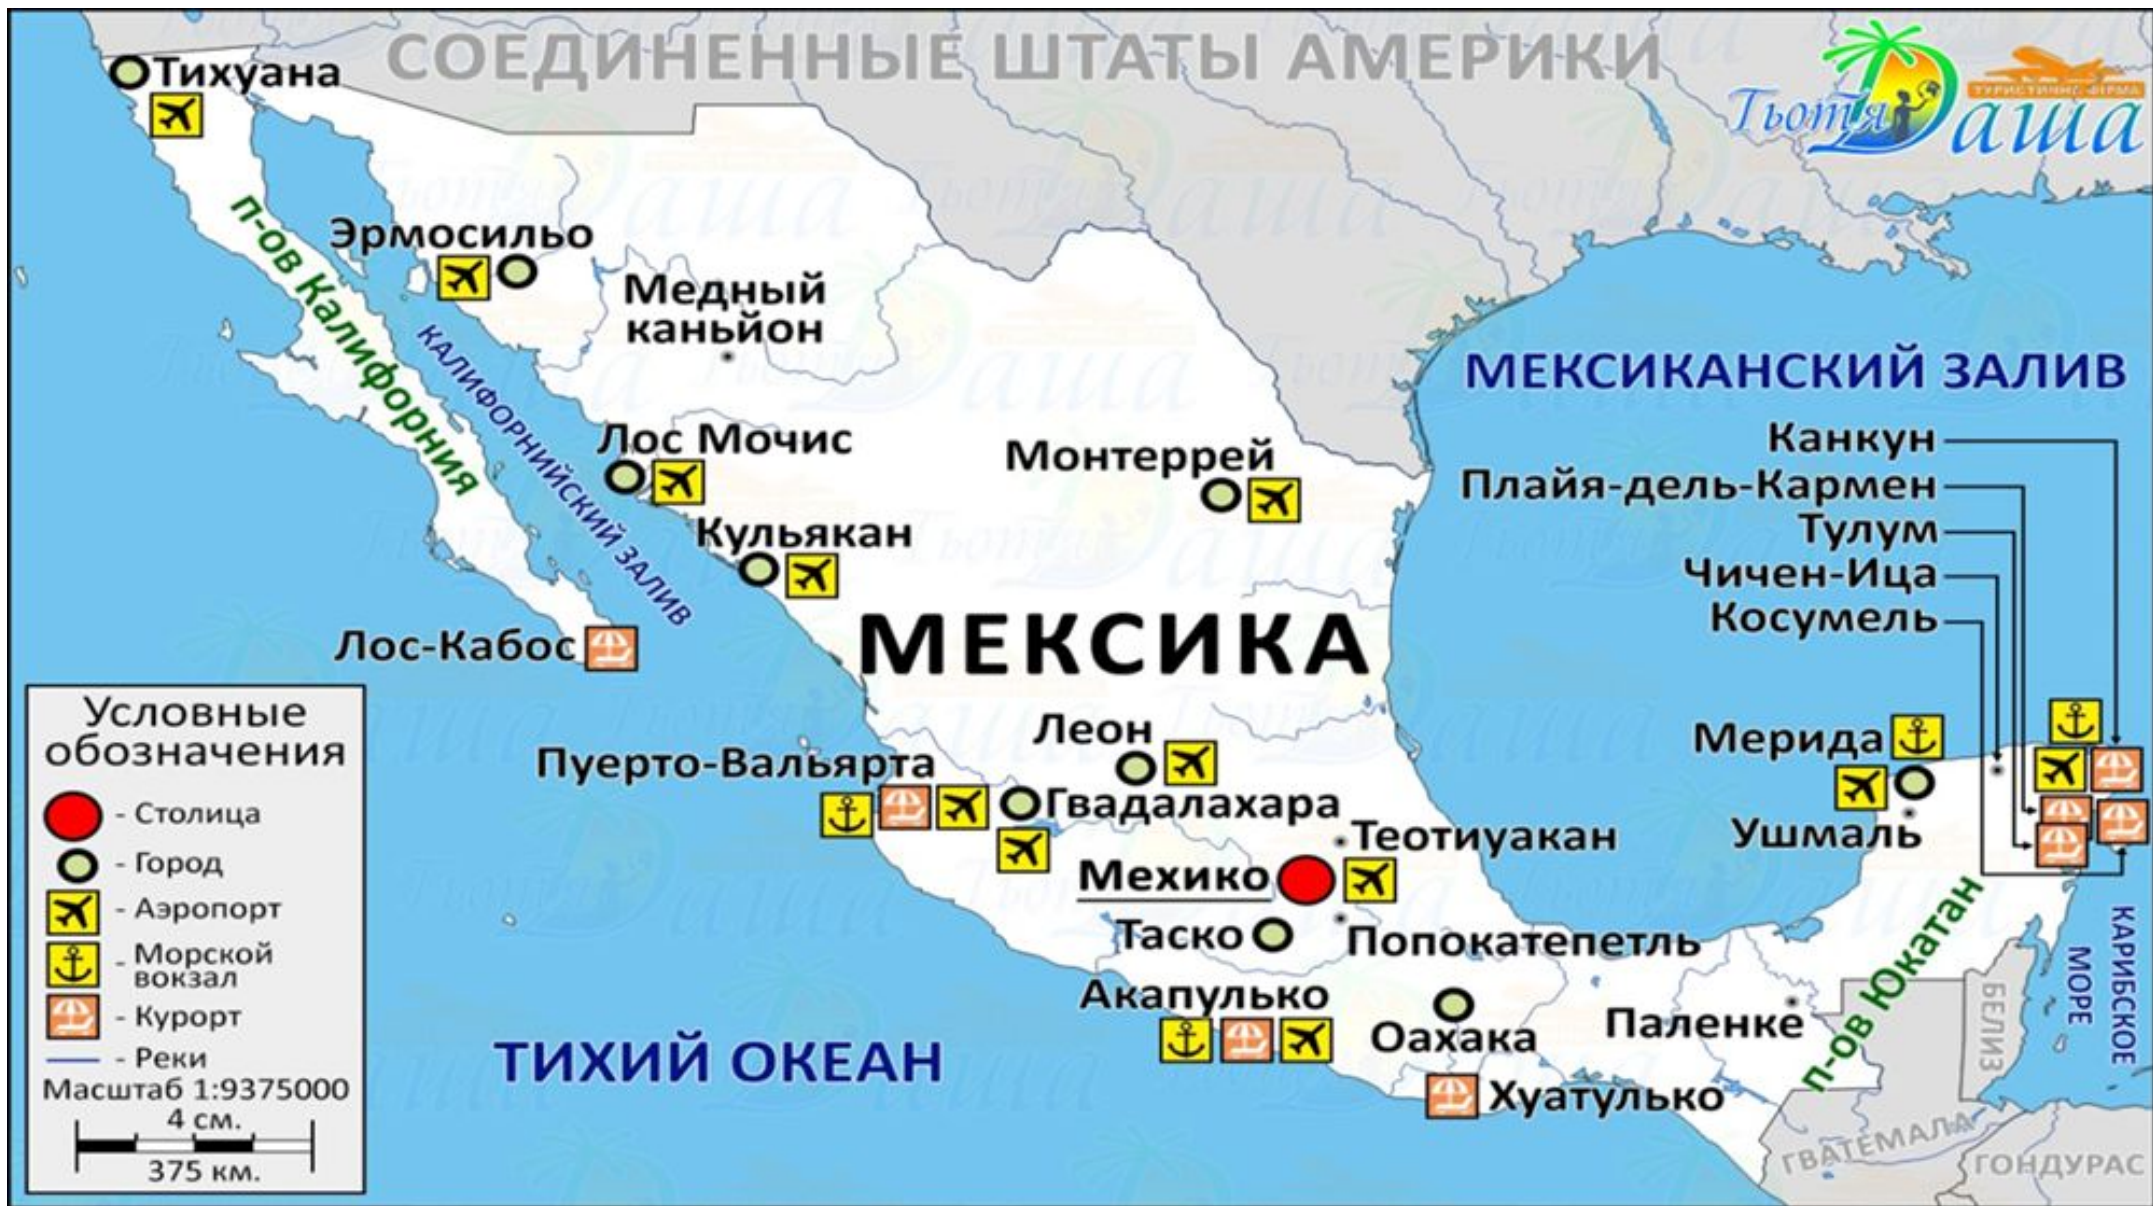 СОЕДИНЕННЫЕ ШТАТЫ АМЕРИКИ
Тьотя Даша
ТУРИСТИЧНА ФІРМА
Тихуана
п-ов Калифорния
Эрмосильо
Медный
каньйон
КАЛИФОРНИЙСКИЙ ЗАЛИВ
МЕКСИКАНСКИЙ ЗАЛИВ
Лос Мочис
Монтеррей
Канкун
Плайя-дель-Кармен
Тулум
Чичен-Ица
Косумель
Кульякан
МЕКСИКА
Лос-Кабос
Леон
Мерида
Пуерто-Вальярта
Гвадалахара
Теотиуакан
Ушмаль
Мехико
Таско
Попокатепетль
п-ов Юкатан
КАРИБСКОЕ
МОРЕ
Акапулько
Оахака
Паленке
БЕЛИЗ
ТИХИЙ ОКЕАН
Хуатулько
ГВАТЕМАЛА
ГОНДУРАС
Условные
обозначения
- Столица
- Город
- Аэропорт
- Морской
вокзал
- Курорт
- Реки
Масштаб 1:9375000
4 см.
375 км.